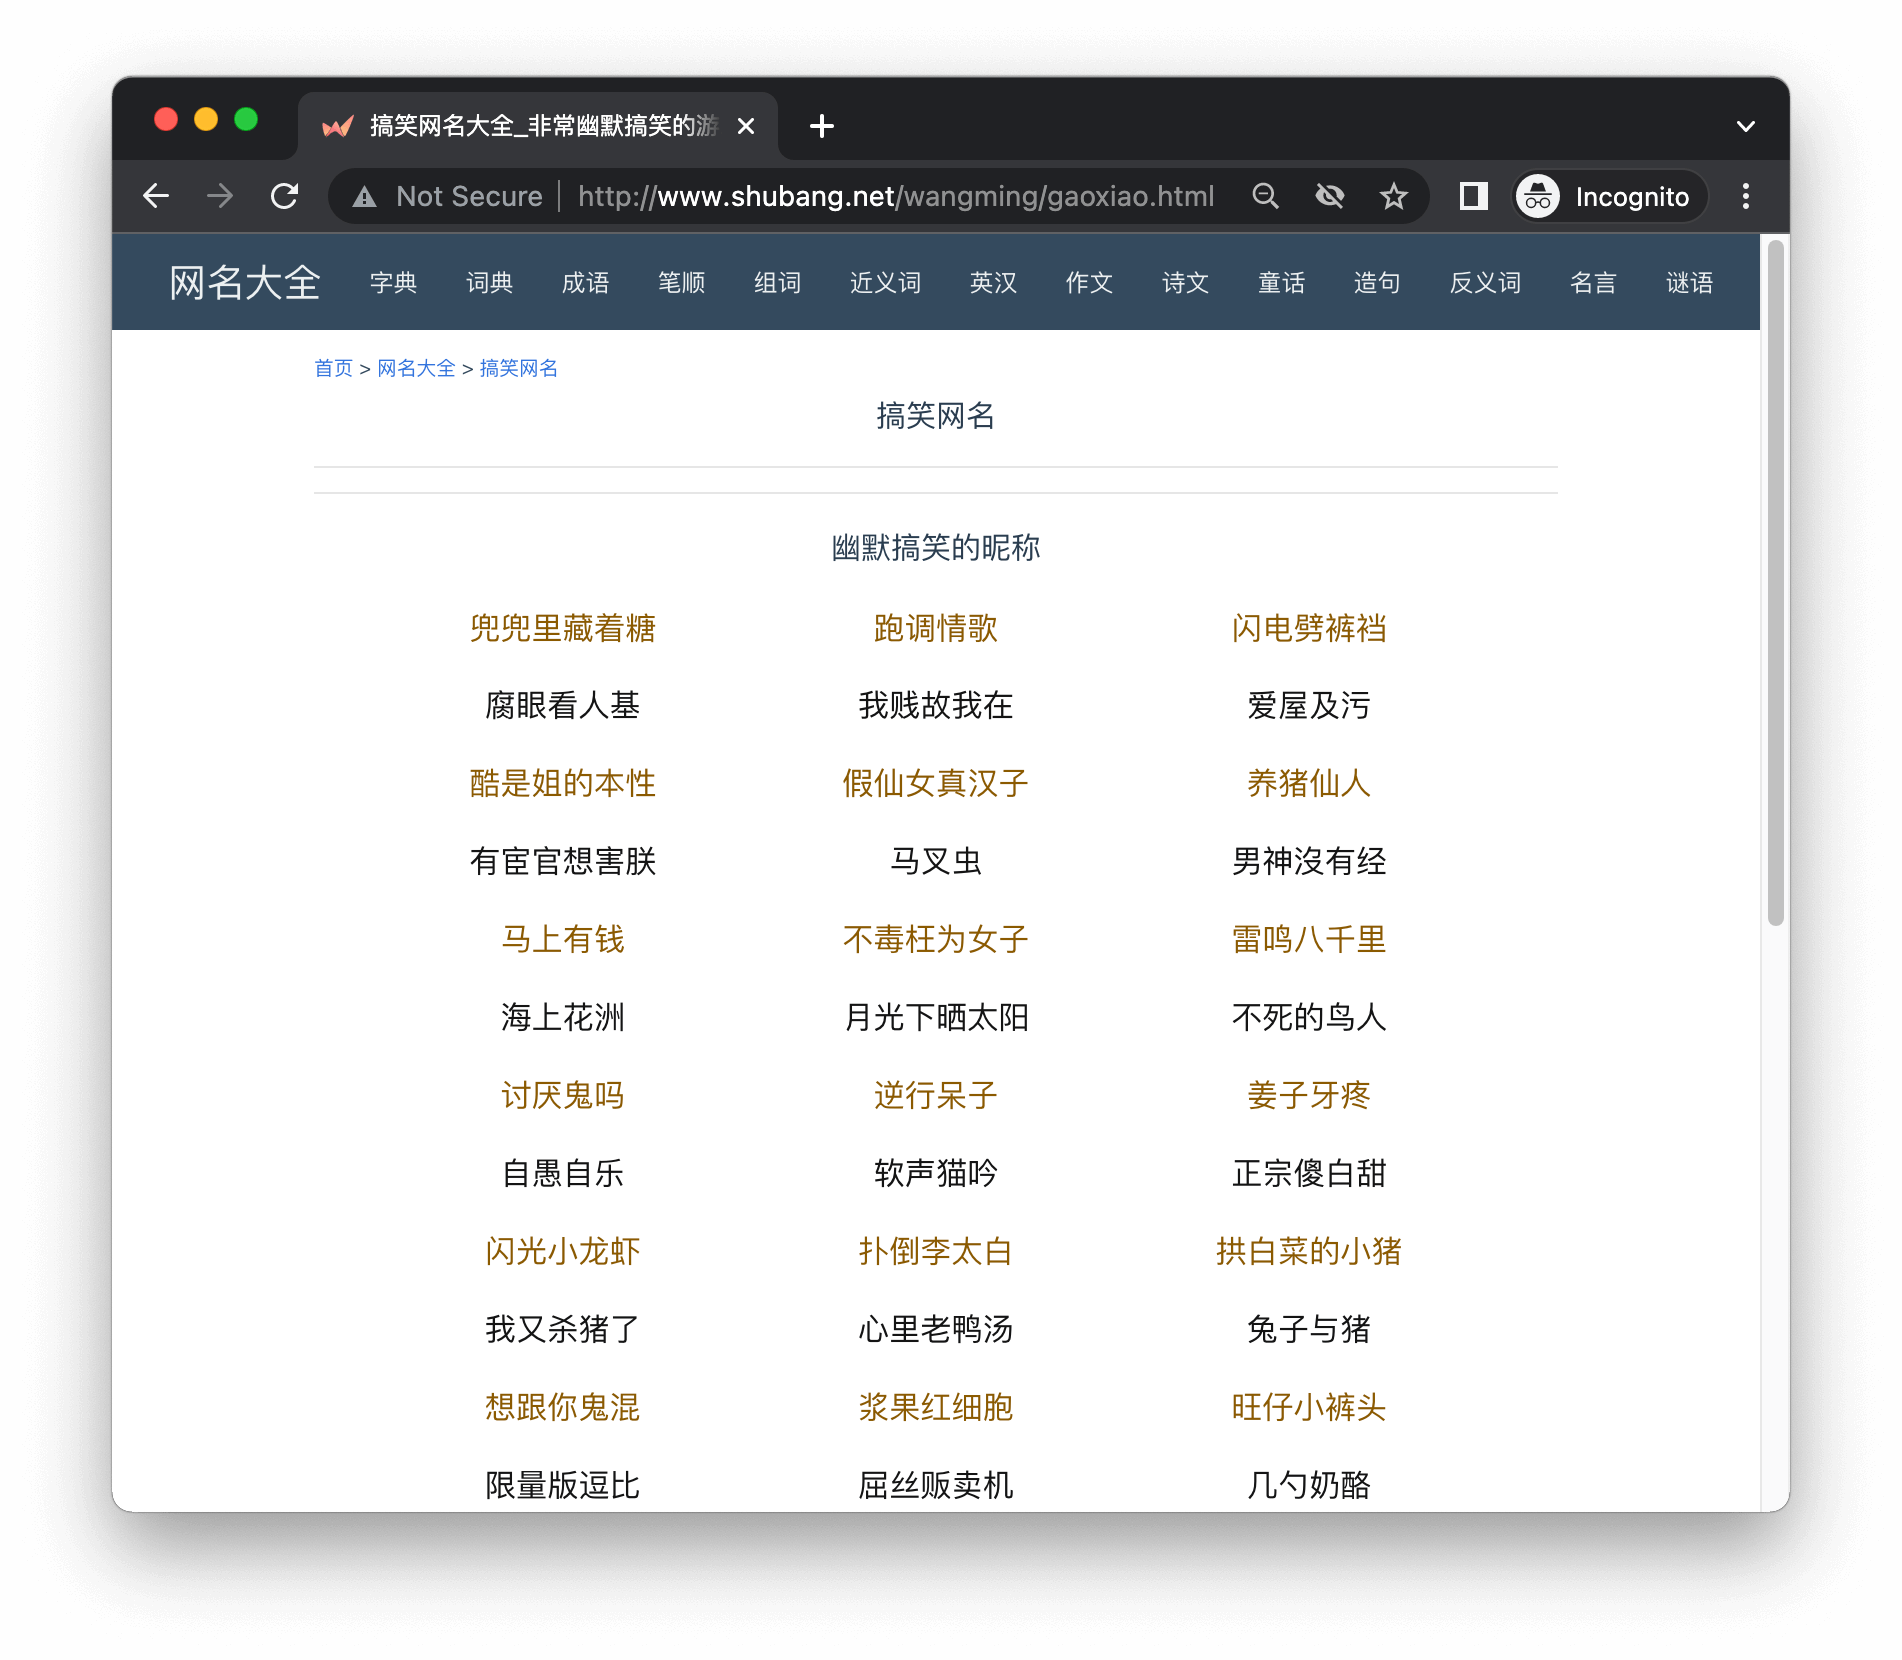 搞笑网名大全_非常幽默搞笑的游
Not Secure http://www.shubang.net/wangming/gaoxiao.html Incognito
网名大全 字典 词典 成语 笔顺 组词 近义词 英汉 作文 诗文 童话 造句 反义词 名言 谜语
首页 > 网名大全 > 搞笑网名
搞笑网名
幽默搞笑的昵称
兜兜里藏着糖 跑调情歌 闪电劈裤裆
腐眼看人基 我贱故我在 爱屋及污
酷是姐的本性 假仙女真汉子 养猪仙人
有宦官想害朕 马叉虫 男神沒有经
马上有钱 不毒枉为女子 雷鸣八千里
海上花洲 月光下晒太阳 不死的鸟人
讨厌鬼吗 逆行呆子 姜子牙疼
自愚自乐 软声猫吟 正宗傻白甜
闪光小龙虾 扑倒李太白 拱白菜的小猪
我又杀猪了 心里老鸭汤 兔子与猪
想跟你鬼混 浆果红细胞 旺仔小裤头
限量版逗比 屈丝贩卖机 几勺奶酪